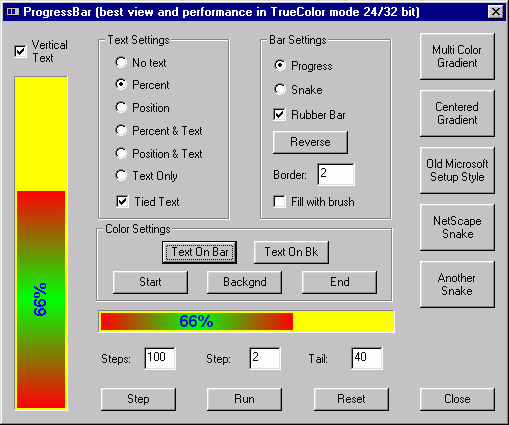 ProgressBar (best view and performance in TrueColor mode 24/32 bit)
Vertical
Text
Text Settings
No text
Percent
Position
Percent & Text
Position & Text
Text Only
Tied Text
Bar Settings
Progress
Snake
Rubber Bar
Reverse
Border: 2
Fill with brush
Multi Color
Gradient
Centered
Gradient
Old Microsoft
Setup Style
NetScape
Snake
Another
Snake
Color Settings
Text On Bar Text On Bk
Start Backgnd End
66%
66%
Steps: 100 Step: 2 Tail: 40
Step Run Reset Close